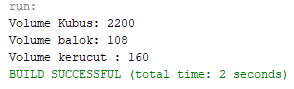 run:
Volume Kubus: 2200
Volume balok: 108
Volume kerucut : 160
BUILD SUCCESSFUL (total time: 2 seconds)